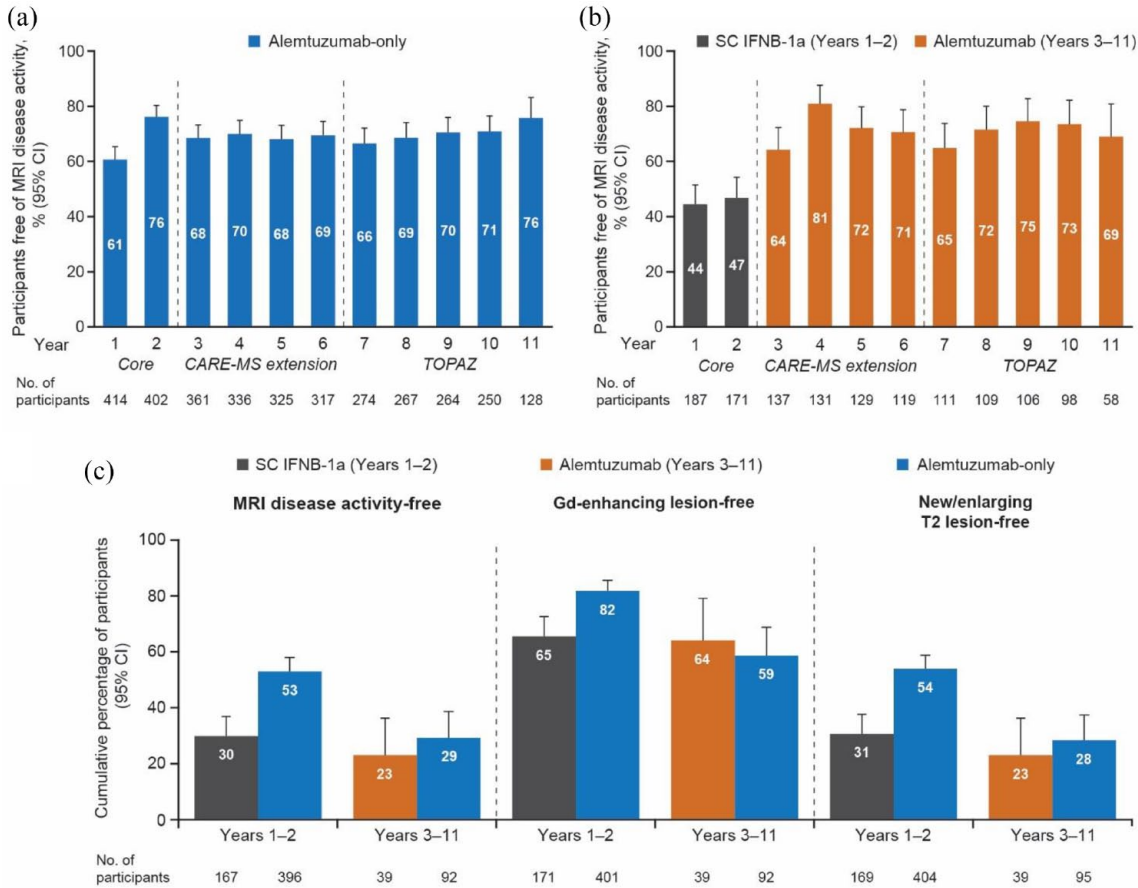 (a)
Alemtuzumab-only
Participants free of MRI disease activity,
% (95% CI)
100
80
60
40
20
0
61
76
68
70
68
69
66
69
70
71
76
Year
1 2 3 4 5 6 7 8 9 10 11
Core CARE-MS extension TOPAZ
No. of
participants 414 402 361 336 325 317 274 267 264 250 128
(b)
SC IFNB-1a (Years 1–2) Alemtuzumab (Years 3–11)
Participants free of MRI disease activity,
% (95% CI)
100
80
60
40
20
0
44
47
64
81
72
71
65
72
75
73
69
Year
1 2 3 4 5 6 7 8 9 10 11
Core CARE-MS extension TOPAZ
No. of
participants 187 171 137 131 129 119 111 109 106 98 58
(c)
SC IFNB-1a (Years 1–2) Alemtuzumab (Years 3–11) Alemtuzumab-only
MRI disease activity-free Gd-enhancing lesion-free New/enlarging
T2 lesion-free
Cumulative percentage of participants
(95% CI)
100
80
60
40
20
0
30
53
23
29
65
82
64
59
31
54
23
28
Years 1–2 Years 3–11 Years 1–2 Years 3–11 Years 1–2 Years 3–11
No. of
participants 167 396 39 92 171 401 39 92 169 404 39 95